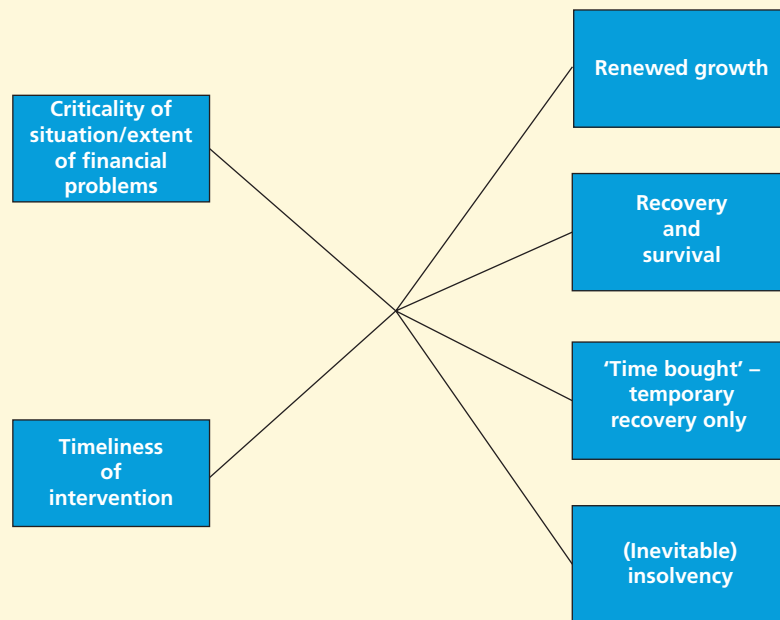 Criticality of
situation/extent
of financial
problems
Timeliness
of
intervention
Renewed growth
Recovery
and
survival
‘Time bought’ –
temporary
recovery only
(Inevitable)
insolvency